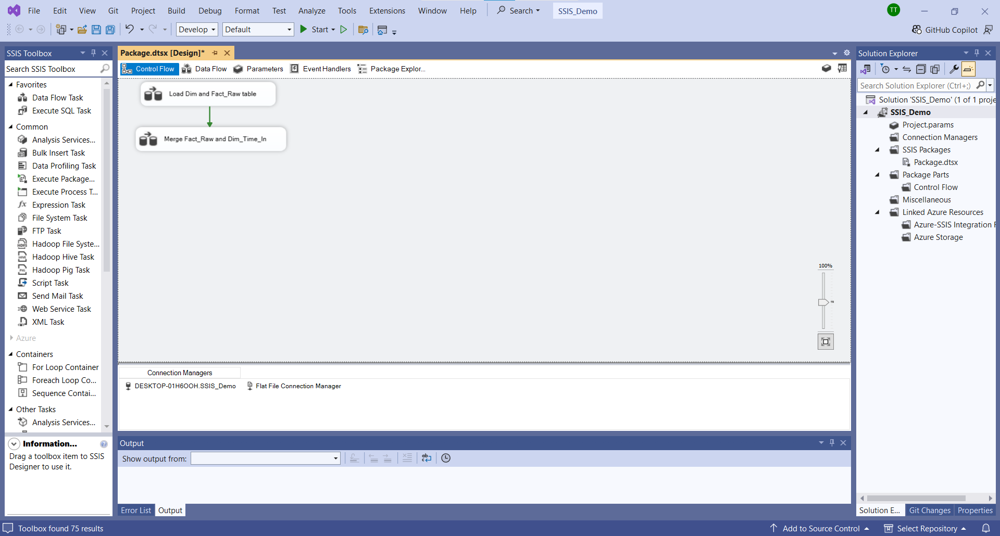 File Edit View Git Project Build Debug Format Test Analyze Tools Extensions Window Help Search SSIS_Demo TT
Develop Default Start GitHub Copilot
SSIS Toolbox
Search SSIS Toolbox
Favorites
Data Flow Task
Execute SQL Task
Common
Analysis Services...
Bulk Insert Task
Data Profiling Task
Execute Package...
Execute Process T...
Expression Task
File System Task
FTP Task
Hadoop File Syste...
Hadoop Hive Task
Hadoop Pig Task
Script Task
Send Mail Task
Web Service Task
XML Task
Azure
Containers
For Loop Container
Foreach Loop Co...
Sequence Contai...
Other Tasks
Analysis Services...
Information...
Drag a toolbox item to SSIS
Designer to use it.
Package.dtsx [Design]*
Control Flow Data Flow Parameters Event Handlers Package Explor...
Load Dim and Fact_Raw table
Merge Fact_Raw and Dim_Time_In
100%
Connection Managers
DESKTOP-01H6OOH.SSIS_Demo Flat File Connection Manager
Output
Show output from:
Error List Output
Solution Explorer
Search Solution Explorer (Ctrl+;)
Solution 'SSIS_Demo' (1 of 1 proje
SSIS_Demo
Project.params
Connection Managers
SSIS Packages
Package.dtsx
Package Parts
Control Flow
Miscellaneous
Linked Azure Resources
Azure-SSIS Integration R
Azure Storage
Solution E... Git Changes Properties
Toolbox found 75 results Add to Source Control Select Repository